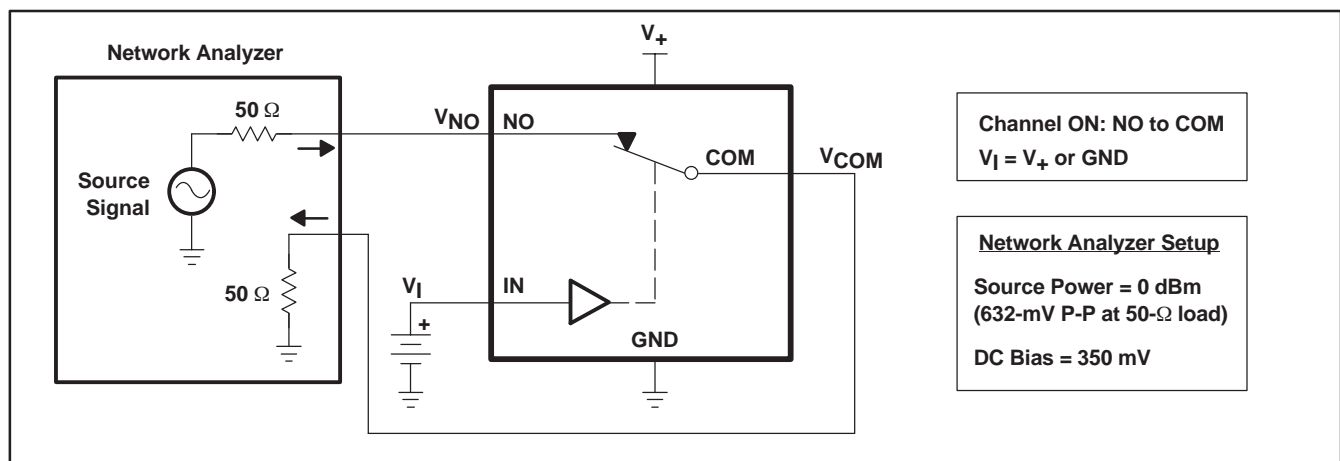 V+
Network Analyzer
50 Ω
VNO
NO
COM
VCOM
Source
Signal
50 Ω
VI
+
IN
GND
Channel ON: NO to COM
VI = V+ or GND
Network Analyzer Setup
Source Power = 0 dBm
(632-mV P-P at 50-Ω load)
DC Bias = 350 mV